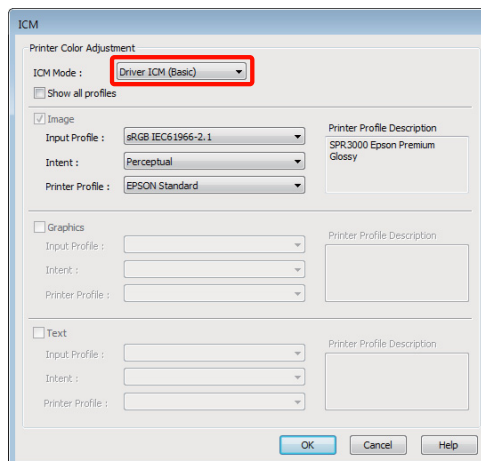 ICM
Printer Color Adjustment
ICM Mode : Driver ICM (Basic)
Show all profiles
Image
Input Profile : sRGB IEC61966-2.1
Intent : Perceptual
Printer Profile : EPSON Standard
Printer Profile Description
SPR3000 Epson Premium
Glossy
Graphics
Input Profile :
Intent :
Printer Profile :
Printer Profile Description
Text
Input Profile :
Intent :
Printer Profile :
Printer Profile Description
OK Cancel Help